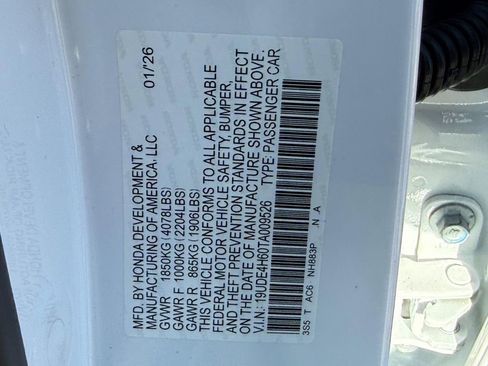 MFD. BY HONDA DEVELOPMENT & 01/'26
MANUFACTURING OF AMERICA, LLC
GVWR 1850KG (4078LBS)
GAWR F 1000KG (2204LBS)
GAWR R 865KG (1906LBS)
THIS VEHICLE CONFORMS TO ALL APPLICABLE
FEDERAL MOTOR VEHICLE SAFETY, BUMPER,
AND THEFT PREVENTION STANDARDS IN EFFECT
ON THE DATE OF MANUFACTURE SHOWN ABOVE.
V.I.N.: 19UDE4H60TA009526 TYPE: PASSENGER CAR
3S5 T AC6 NH883P .N A